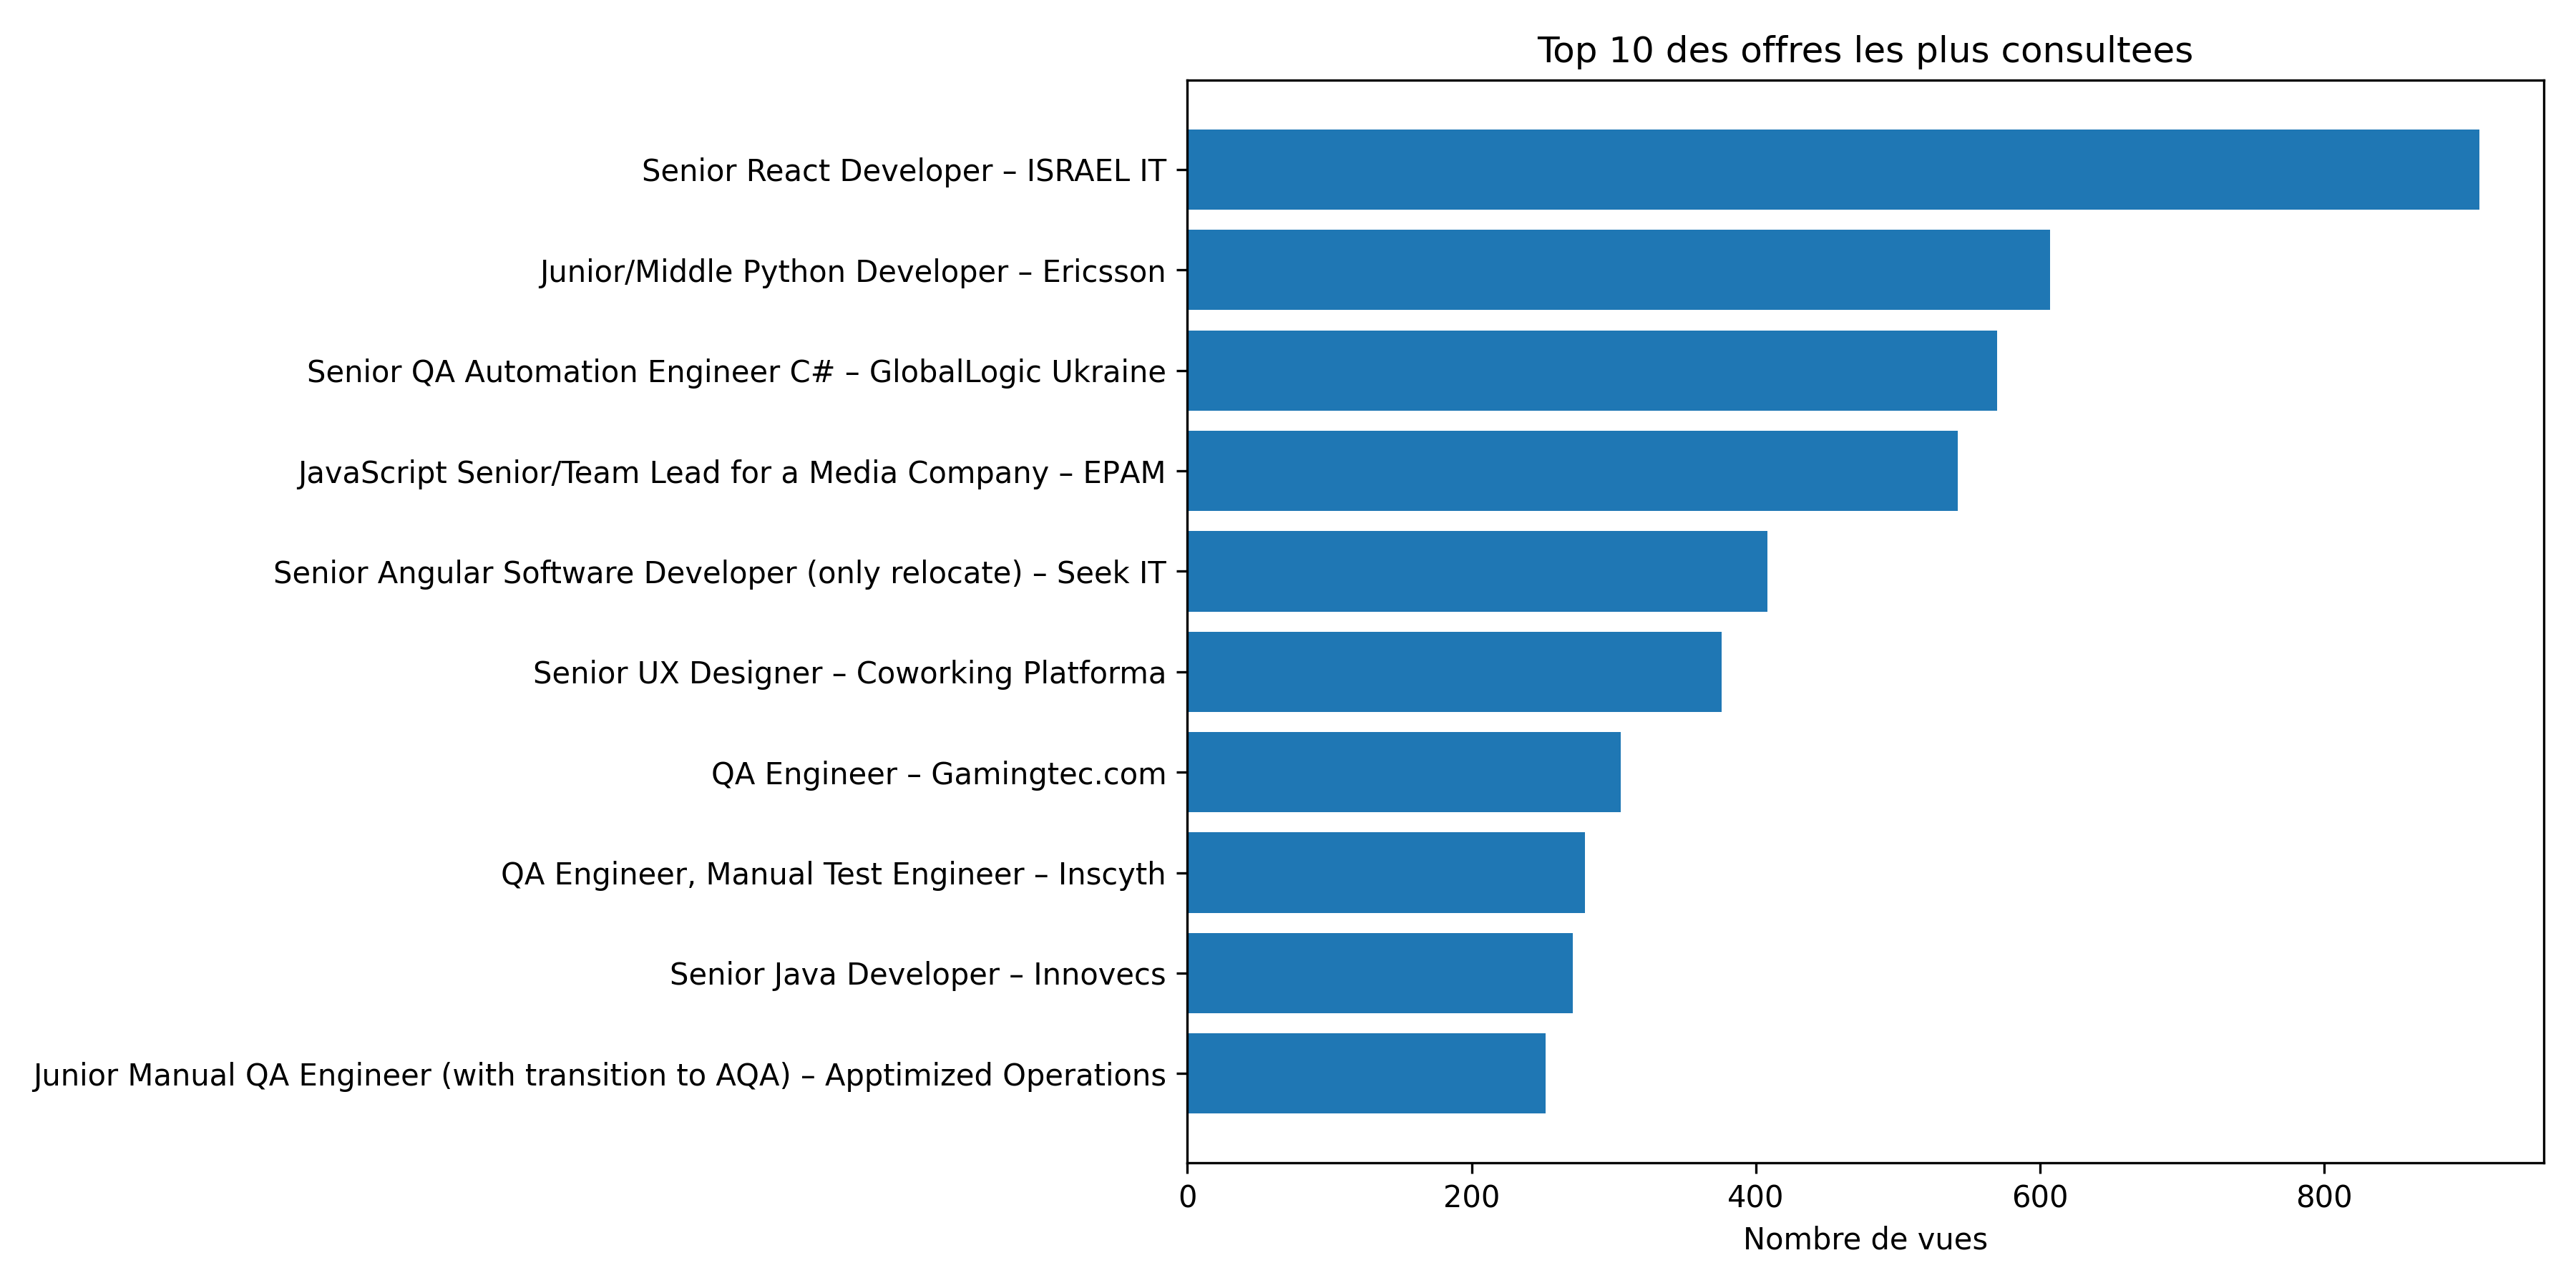 Top 10 des offres les plus consultees
Senior React Developer – ISRAEL IT
Junior/Middle Python Developer – Ericsson
Senior QA Automation Engineer C# – GlobalLogic Ukraine
JavaScript Senior/Team Lead for a Media Company – EPAM
Senior Angular Software Developer (only relocate) – Seek IT
Senior UX Designer – Coworking Platforma
QA Engineer – Gamingtec.com
QA Engineer, Manual Test Engineer – Inscyth
Senior Java Developer – Innovecs
Junior Manual QA Engineer (with transition to AQA) – Apptimized Operations
0 200 400 600 800
Nombre de vues